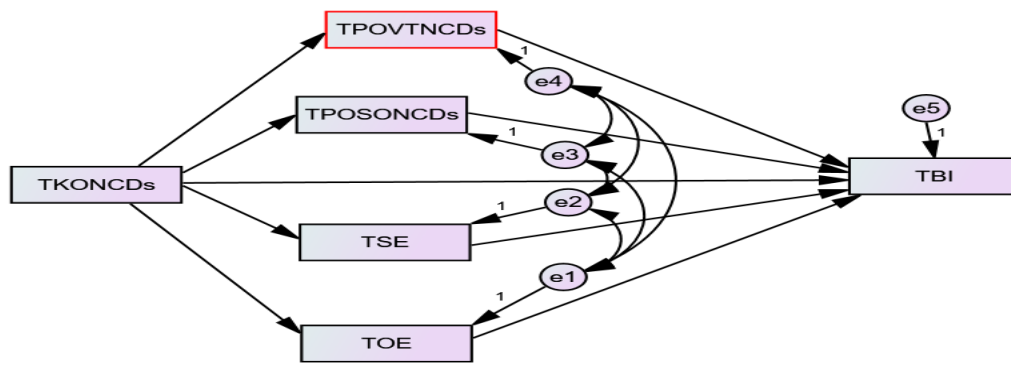 TPOVTNCDs
1
e4
TPOSONCDs
1
e3
e5
1
TKONCDs
TBI
e2
1
TSE
e1
1
TOE